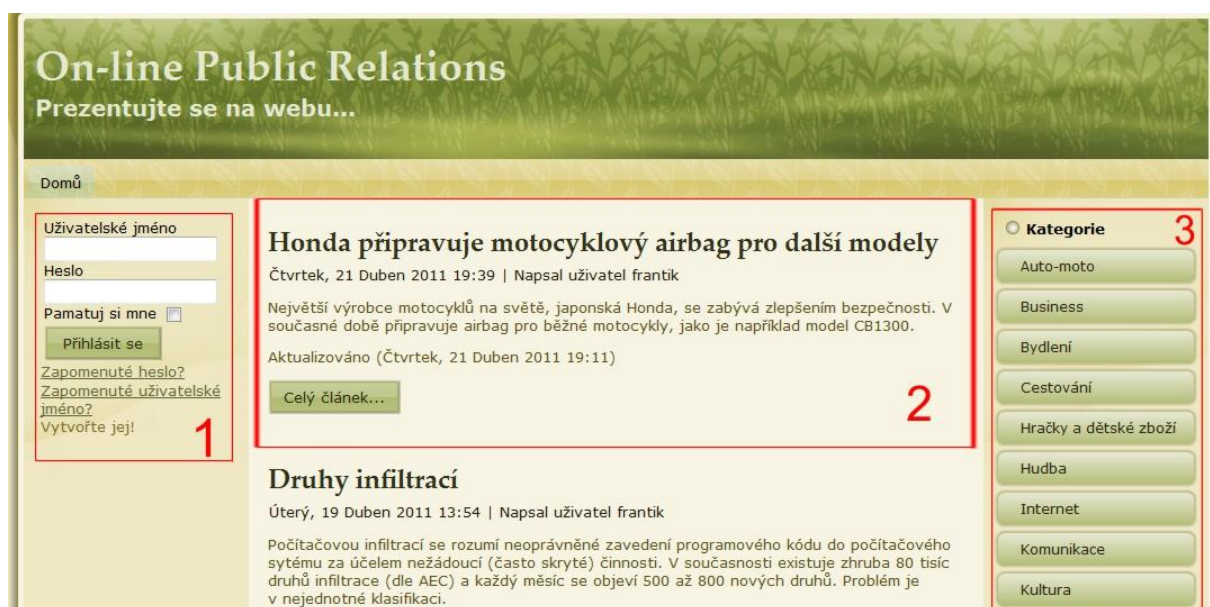 On-line Public Relations
Prezentujte se na webu...
Domů
Uživatelské jméno
Heslo
Pamatuj si mne
Přihlásit se
Zapomenuté heslo?
Zapomenuté uživatelské
jméno?
Vytvořte jej!
1
Honda připravuje motocyklový airbag pro další modely
Čtvrtek, 21 Duben 2011 19:39 | Napsal uživatel frantik
Největší výrobce motocyklů na světě, japonská Honda, se zabývá zlepšením bezpečnosti. V
současné době připravuje airbag pro běžné motocykly, jako je například model CB1300.
Aktualizováno (Čtvrtek, 21 Duben 2011 19:11)
Celý článek...
2
Druhy infiltrací
Úterý, 19 Duben 2011 13:54 | Napsal uživatel frantik
Počítačovou infiltrací se rozumí neoprávněné zavedení programového kódu do počítačového
sytému za účelem nežádoucí (často skryté) činnosti. V současnosti existuje zhruba 80 tisíc
druhů infiltrace (dle AEC) a každý měsíc se objeví 500 až 800 nových druhů. Problém je
v nejednotné klasifikaci.
Kategorie
3
Auto-moto
Business
Bydlení
Cestování
Hračky a dětské zboží
Hudba
Internet
Komunikace
Kultura